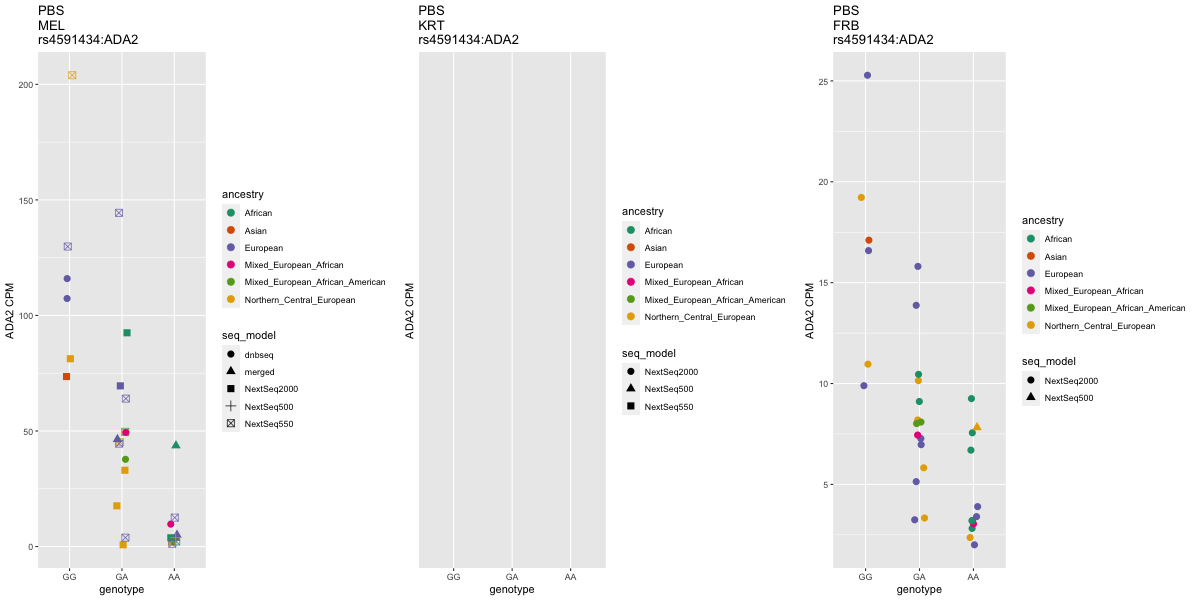 PBS
MEL
rs4591434:ADA2
ADA2 CPM
200
150
100
50
0
GG
GA
AA
genotype
ancestry
African
Asian
European
Mixed_European_African
Mixed_European_African_American
Northern_Central_European
seq_model
dnbseq
merged
NextSeq2000
NextSeq500
NextSeq550
PBS
KRT
rs4591434:ADA2
ADA2 CPM
GG
GA
AA
genotype
ancestry
African
Asian
European
Mixed_European_African
Mixed_European_African_American
Northern_Central_European
seq_model
NextSeq2000
NextSeq500
NextSeq550
PBS
FRB
rs4591434:ADA2
ADA2 CPM
25
20
15
10
5
GG
GA
AA
genotype
ancestry
African
Asian
European
Mixed_European_African
Mixed_European_African_American
Northern_Central_European
seq_model
NextSeq2000
NextSeq500